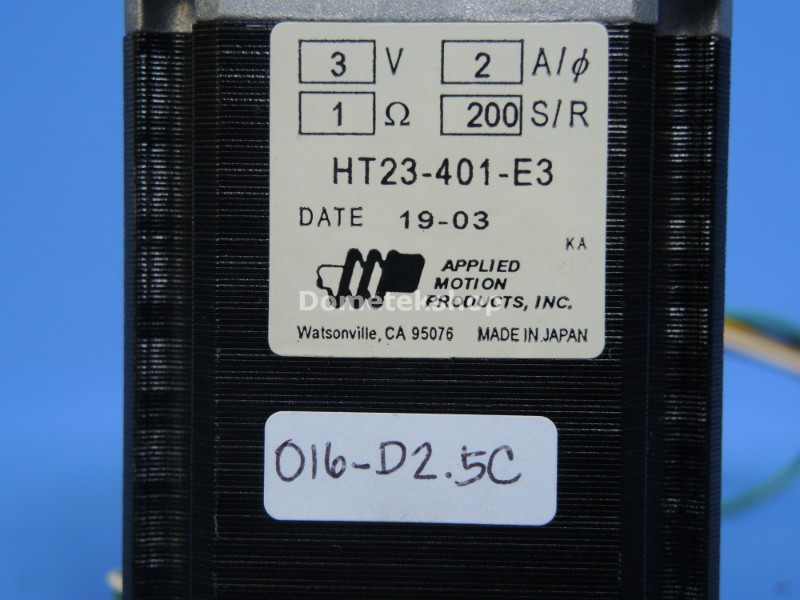 3 V 2 A/ϕ
1 Ω 200 S/R
HT23-401-E3
DATE 19-03
KA
APPLIED
MOTION
PRODUCTS, INC.
Dometekshop
Watsonville, CA 95076 MADE IN JAPAN
016-D2.5C